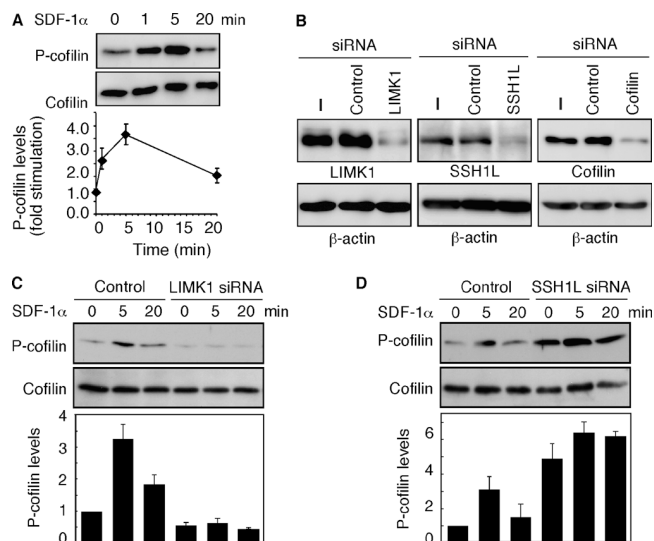 A
SDF-1α 0 1 5 20 min
P-cofilin
Cofilin
P-cofilin levels
(fold stimulation)
4.0
3.0
2.0
1.0
0.0
0 5 10 15 20
Time (min)
B
siRNA siRNA siRNA
– Control LIMK1 – Control SSH1L – Control Cofilin
LIMK1 SSH1L Cofilin
β-actin β-actin β-actin
C
Control LIMK1 siRNA
SDF-1α 0 5 20 0 5 20 min
P-cofilin
Cofilin
P-cofilin levels
4
3
2
1
0
D
Control SSH1L siRNA
SDF-1α 0 5 20 0 5 20 min
P-cofilin
Cofilin
P-cofilin levels
6
4
2
0